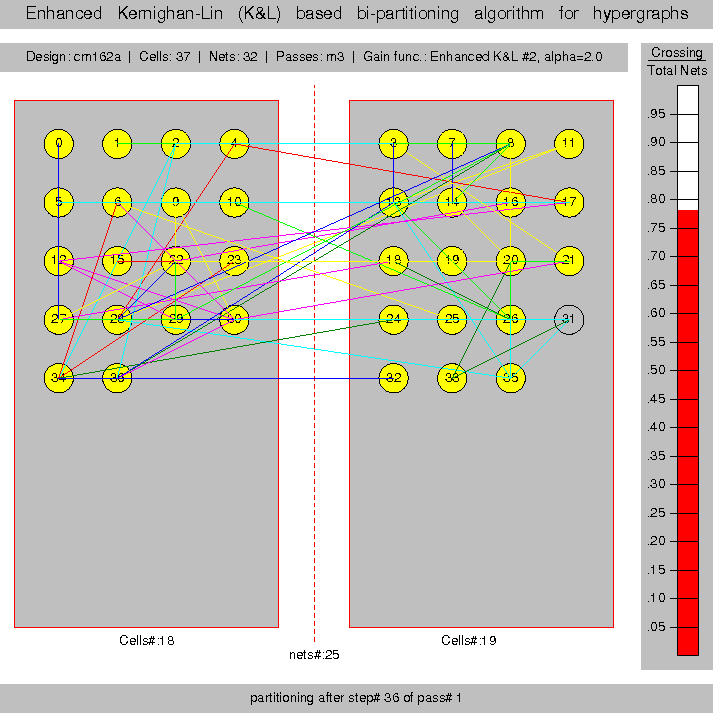 Enhanced Kernighan-Lin (K&L) based bi-partitioning algorithm for hypergraphs
Design: cm162a | Cells: 37 | Nets: 32 | Passes: m3 | Gain func.: Enhanced K&L #2, alpha=2.0
Crossing
Total Nets
0 1 2 4 3 7 8 11
5 6 9 10 13 14 16 17
12 15 22 23 18 19 20 21
27 28 29 30 24 25 26 31
34 36 32 33 35
.95
.90
.85
.80
.75
.70
.65
.60
.55
.50
.45
.40
.35
.30
.25
.20
.15
.10
.05
Cells#:18 Cells#:19
nets#:25
partitioning after step# 36 of pass# 1